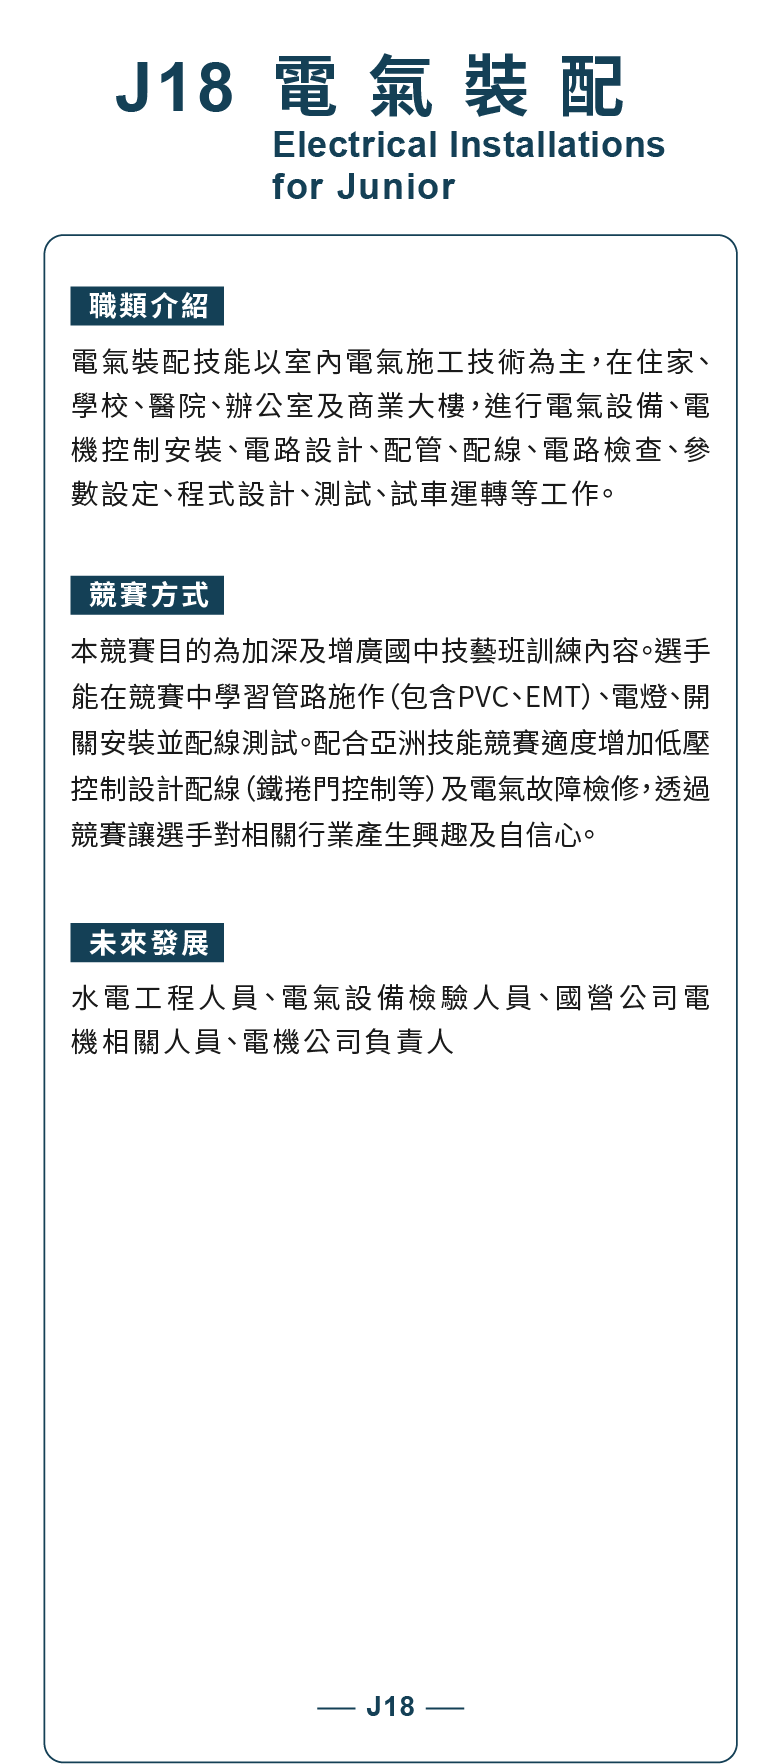 J18 電氣裝配
Electrical Installations
for Junior
職類介紹
電氣裝配技能以室內電氣施工技術為主，在住家、
學校、醫院、辦公室及商業大樓，進行電氣設備、電
機控制安裝、電路設計、配管、配線、電路檢查、參
數設定、程式設計、測試、試車運轉等工作。
競賽方式
本競賽目的為加深及增廣國中技藝班訓練內容。選手
能在競賽中學習管路施作（包含PVC、EMT）、電燈、開
關安裝並配線測試。配合亞洲技能競賽適度增加低壓
控制設計配線（鐵捲門控制等）及電氣故障檢修，透過
競賽讓選手對相關行業產生興趣及自信心。
未來發展
水電工程人員、電氣設備檢驗人員、國營公司電
機相關人員、電機公司負責人
J18